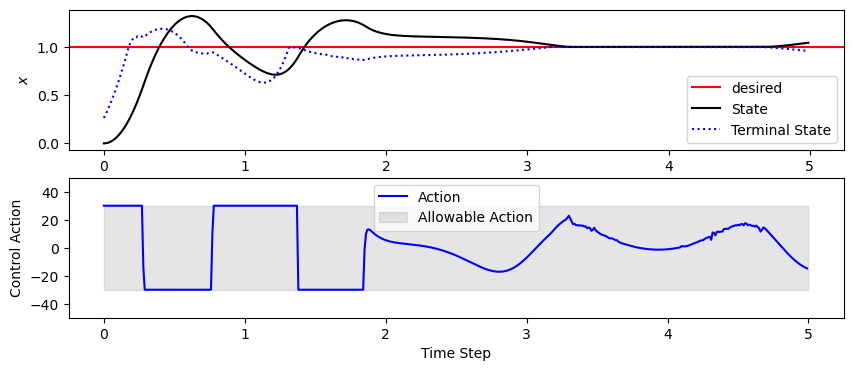 x
1.0
0.5
0.0
desired
State
Terminal State
0 1 2 3 4 5
Control Action
40
20
0
−20
−40
Action
Allowable Action
0 1 2 3 4 5
Time Step